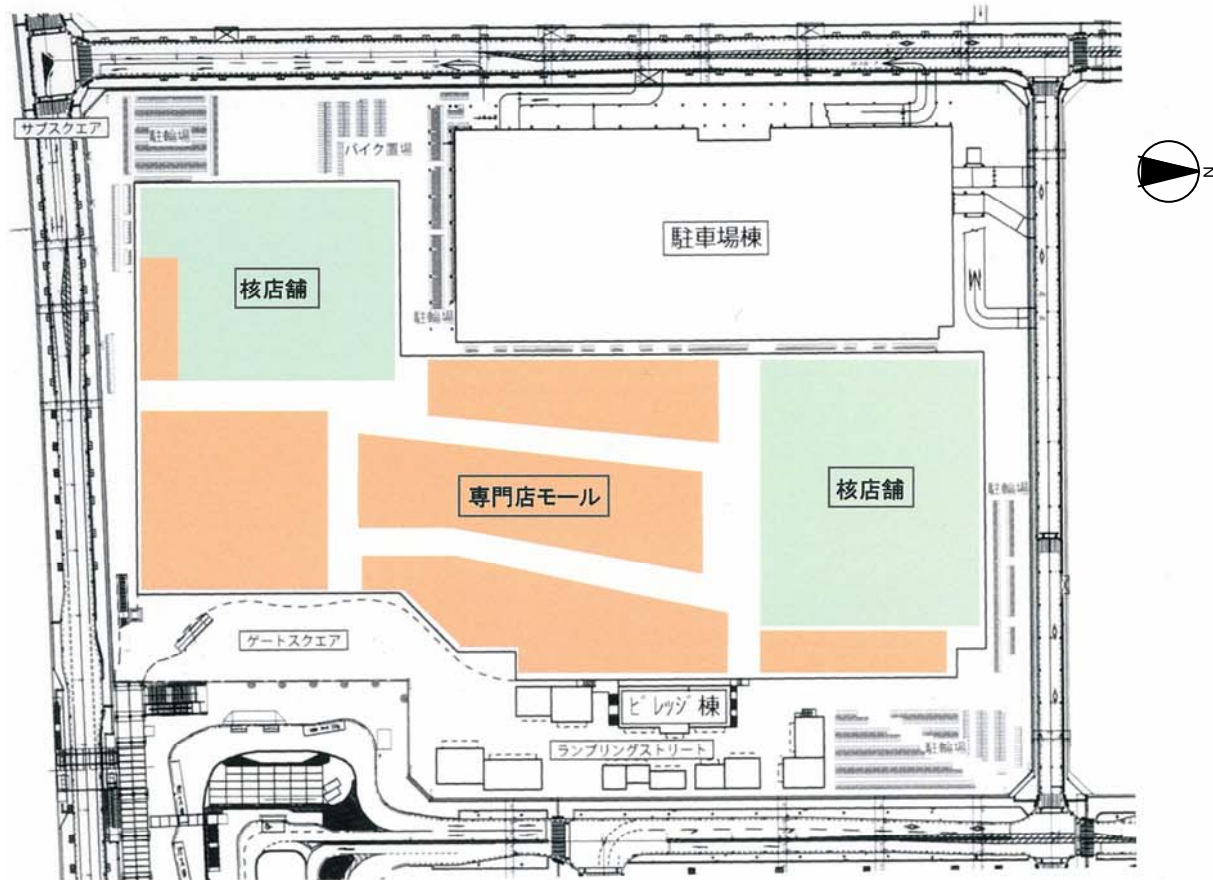 サブスクエア
駐輪場
バイク置場
N
駐車場棟
核店舗
駐輪場
専門店モール
核店舗
駐輪場
ゲートスクエア
ビレッジ棟
ランブリングストリート
駐輪場